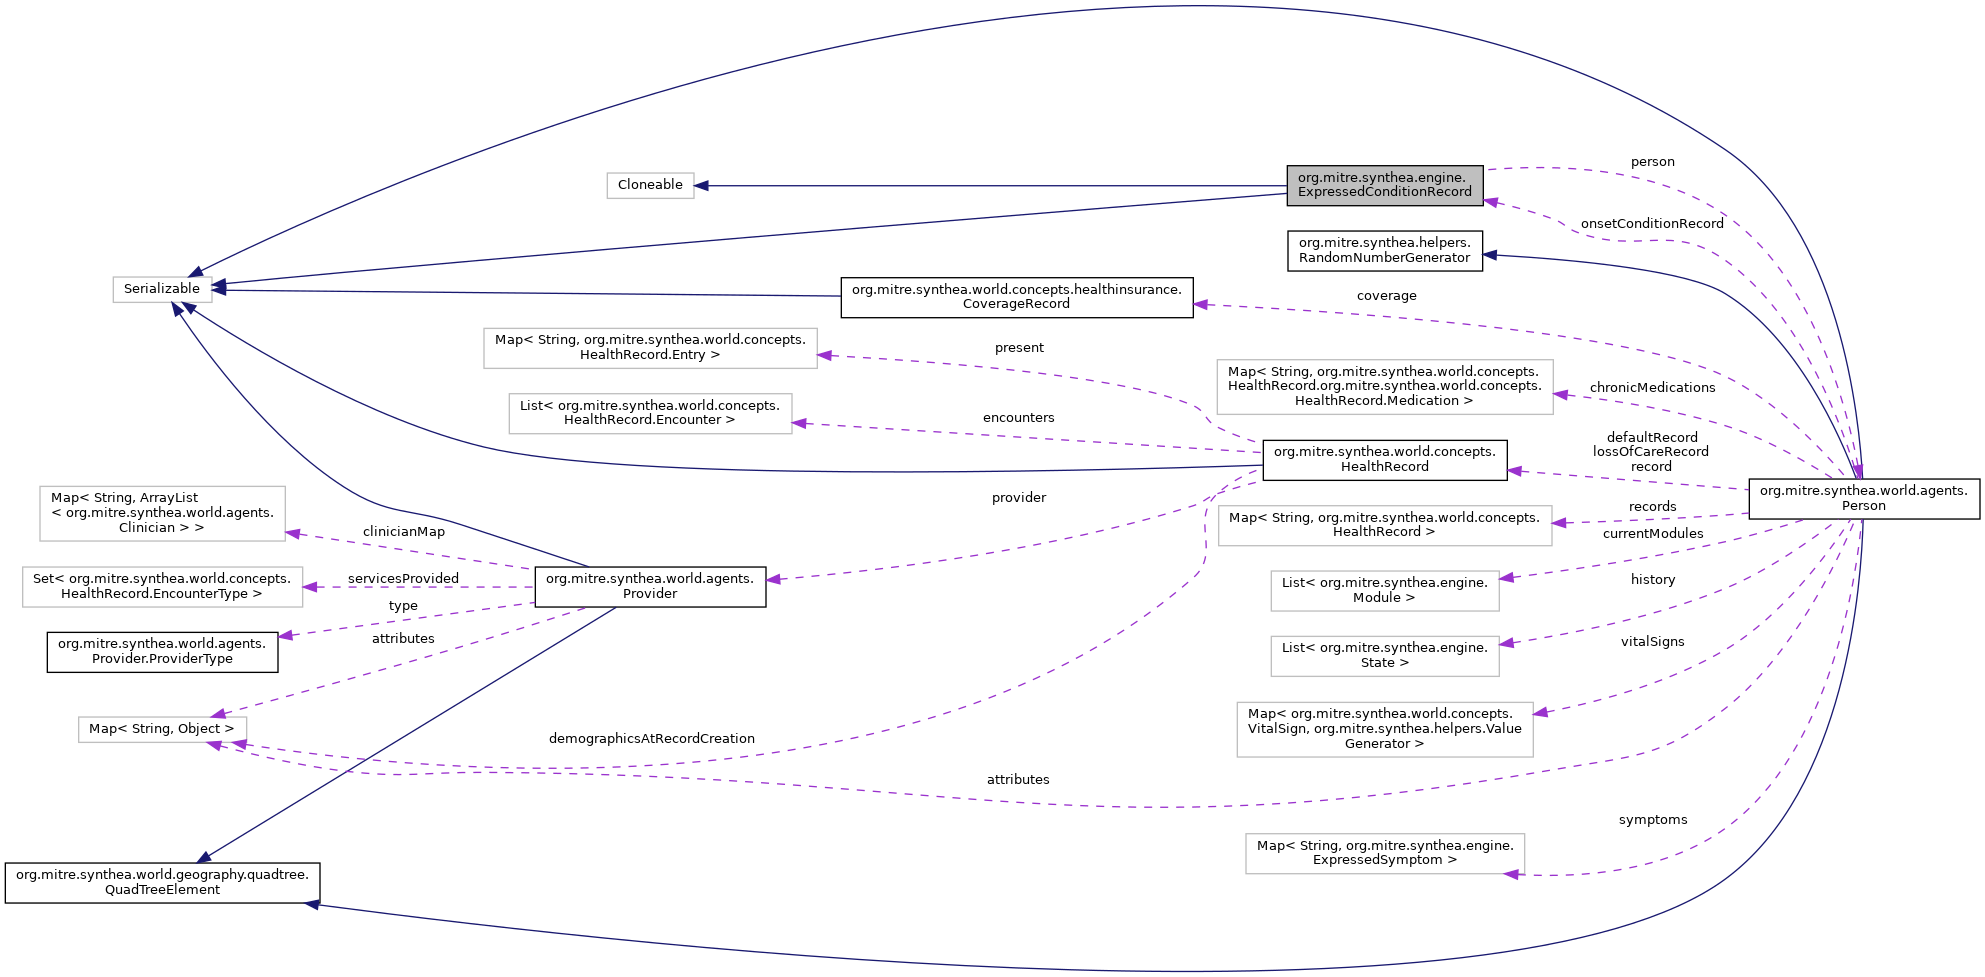 person
org.mitre.synthea.engine.
ExpressedConditionRecord
Cloneable
onsetConditionRecord
org.mitre.synthea.helpers.
RandomNumberGenerator
Serializable
org.mitre.synthea.world.concepts.healthinsurance.
CoverageRecord
coverage
Map< String, org.mitre.synthea.world.concepts.
HealthRecord.Entry >
present
Map< String, org.mitre.synthea.world.concepts.
HealthRecord.org.mitre.synthea.world.concepts.
HealthRecord.Medication >
chronicMedications
List< org.mitre.synthea.world.concepts.
HealthRecord.Encounter >
encounters
defaultRecord
lossOfCareRecord
record
org.mitre.synthea.world.concepts.
HealthRecord
org.mitre.synthea.world.agents.
Person
Map< String, ArrayList
< org.mitre.synthea.world.agents.
Clinician > >
provider
clinicianMap
Map< String, org.mitre.synthea.world.concepts.
HealthRecord >
records
currentModules
Set< org.mitre.synthea.world.concepts.
HealthRecord.EncounterType >
servicesProvided
org.mitre.synthea.world.agents.
Provider
List< org.mitre.synthea.engine.
Module >
history
type
attributes
org.mitre.synthea.world.agents.
Provider.ProviderType
List< org.mitre.synthea.engine.
State >
vitalSigns
Map< String, Object >
demographicsAtRecordCreation
Map< org.mitre.synthea.world.concepts.
VitalSign, org.mitre.synthea.helpers.Value
Generator >
attributes
symptoms
Map< String, org.mitre.synthea.engine.
ExpressedSymptom >
org.mitre.synthea.world.geography.quadtree.
QuadTreeElement